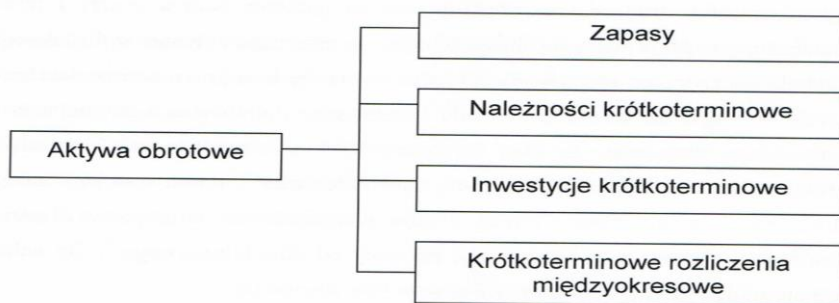 Zapasy
Należności krótkoterminowe
Aktywa obrotowe
Inwestycje krótkoterminowe
Krótkoterminowe rozliczenia
międzyokresowe